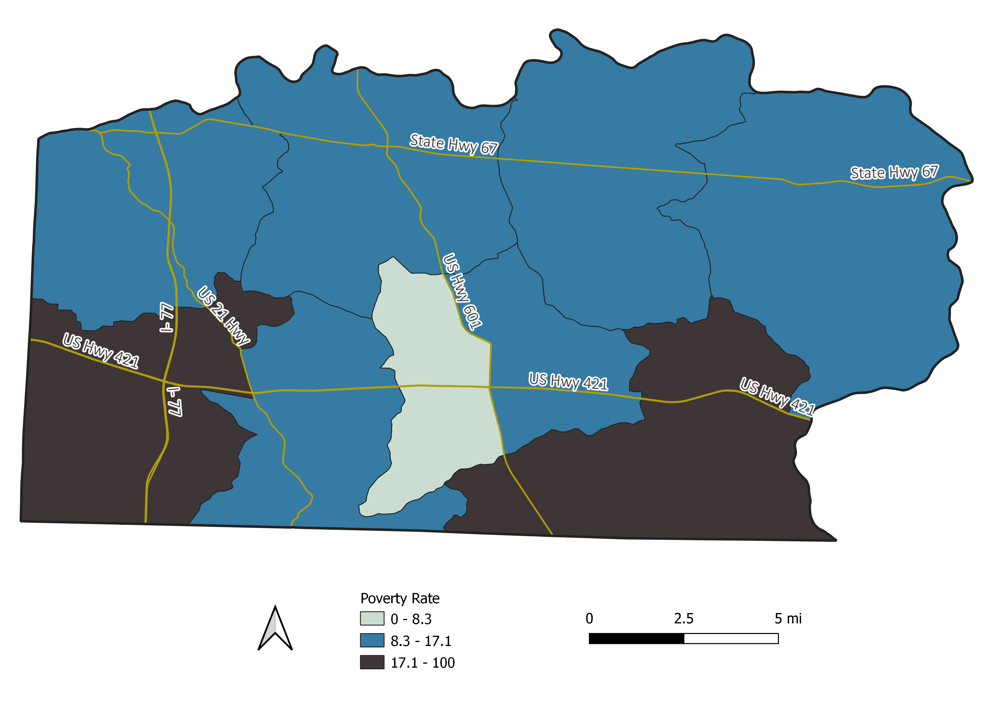 State Hwy 67
State Hwy 67
US Hwy 601
US 21 Hwy
I-77
US Hwy 421
US Hwy 421
US Hwy 421
I-77
Poverty Rate
0 - 8.3
8.3 - 17.1
17.1 - 100
0 2.5 5 mi